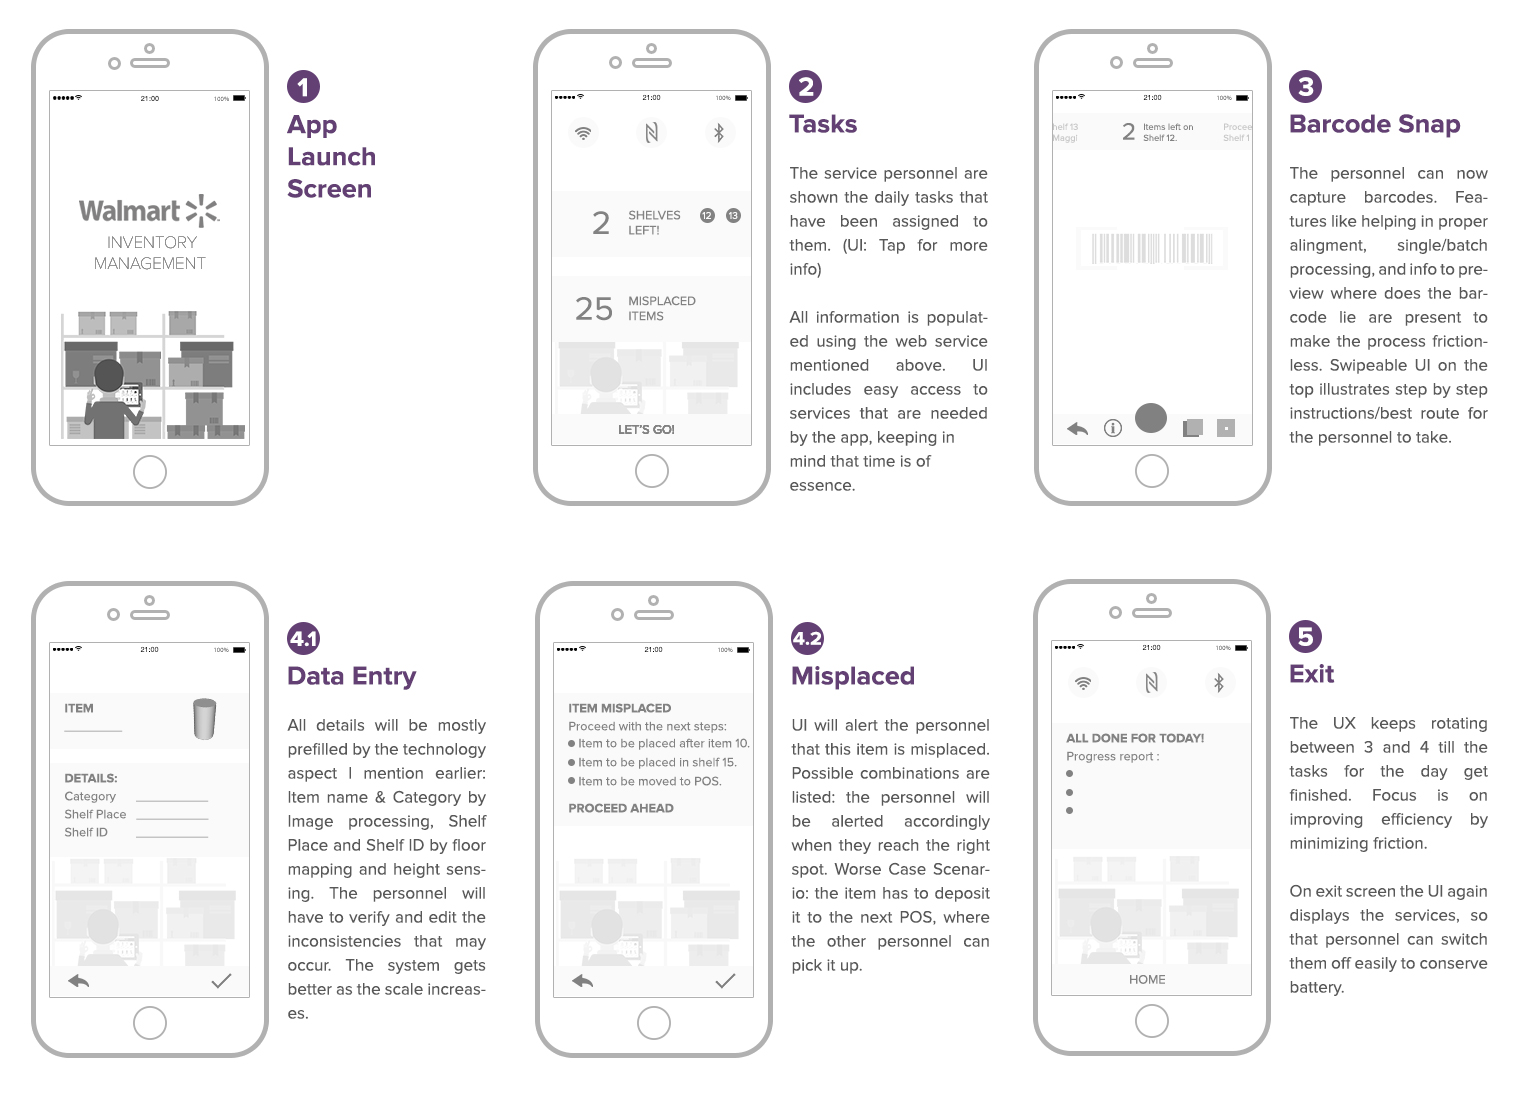 21:00
100%
Walmart
INVENTORY
MANAGEMENT
1
App
Launch
Screen
21:00
100%
2
SHELVES
LEFT!
12
13
25
MISPLACED
ITEMS
LET'S GO!
2
Tasks
The service personnel are
shown the daily tasks that
have been assigned to
them. (UI: Tap for more
info)
All information is populat-
ed using the web service
mentioned above. UI
includes easy access to
services that are needed
by the app, keeping in
mind that time is of
essence.
21:00
100%
helf 13
Maggi
2
Items left on
Shelf 12.
Procee
Shelf 1
3
Barcode Snap
The personnel can now
capture barcodes. Fea-
tures like helping in proper
alingment, single/batch
processing, and info to pre-
view where does the bar-
code lie are present to
make the process friction-
less. Swipeable UI on the
top illustrates step by step
instructions/best route for
the personnel to take.
21:00
100%
ITEM
DETAILS:
Category
Shelf Place
Shelf ID
4.1
Data Entry
All details will be mostly
prefilled by the technology
aspect I mention earlier:
Item name & Category by
Image processing, Shelf
Place and Shelf ID by floor
mapping and height sens-
ing. The personnel will
have to verify and edit the
inconsistencies that may
occur. The system gets
better as the scale increas-
es.
21:00
100%
ITEM MISPLACED
Proceed with the next steps:
● Item to be placed after item 10.
● Item to be placed in shelf 15.
● Item to be moved to POS.
PROCEED AHEAD
4.2
Misplaced
UI will alert the personnel
that this item is misplaced.
Possible combinations are
listed: the personnel will
be alerted accordingly
when they reach the right
spot. Worse Case Scenar-
io: the item has to deposit
it to the next POS, where
the other personnel can
pick it up.
21:00
100%
ALL DONE FOR TODAY!
Progress report :
●
●
●
HOME
5
Exit
The UX keeps rotating
between 3 and 4 till the
tasks for the day get
finished. Focus is on
improving efficiency by
minimizing friction.
On exit screen the UI again
displays the services, so
that personnel can switch
them off easily to conserve
battery.